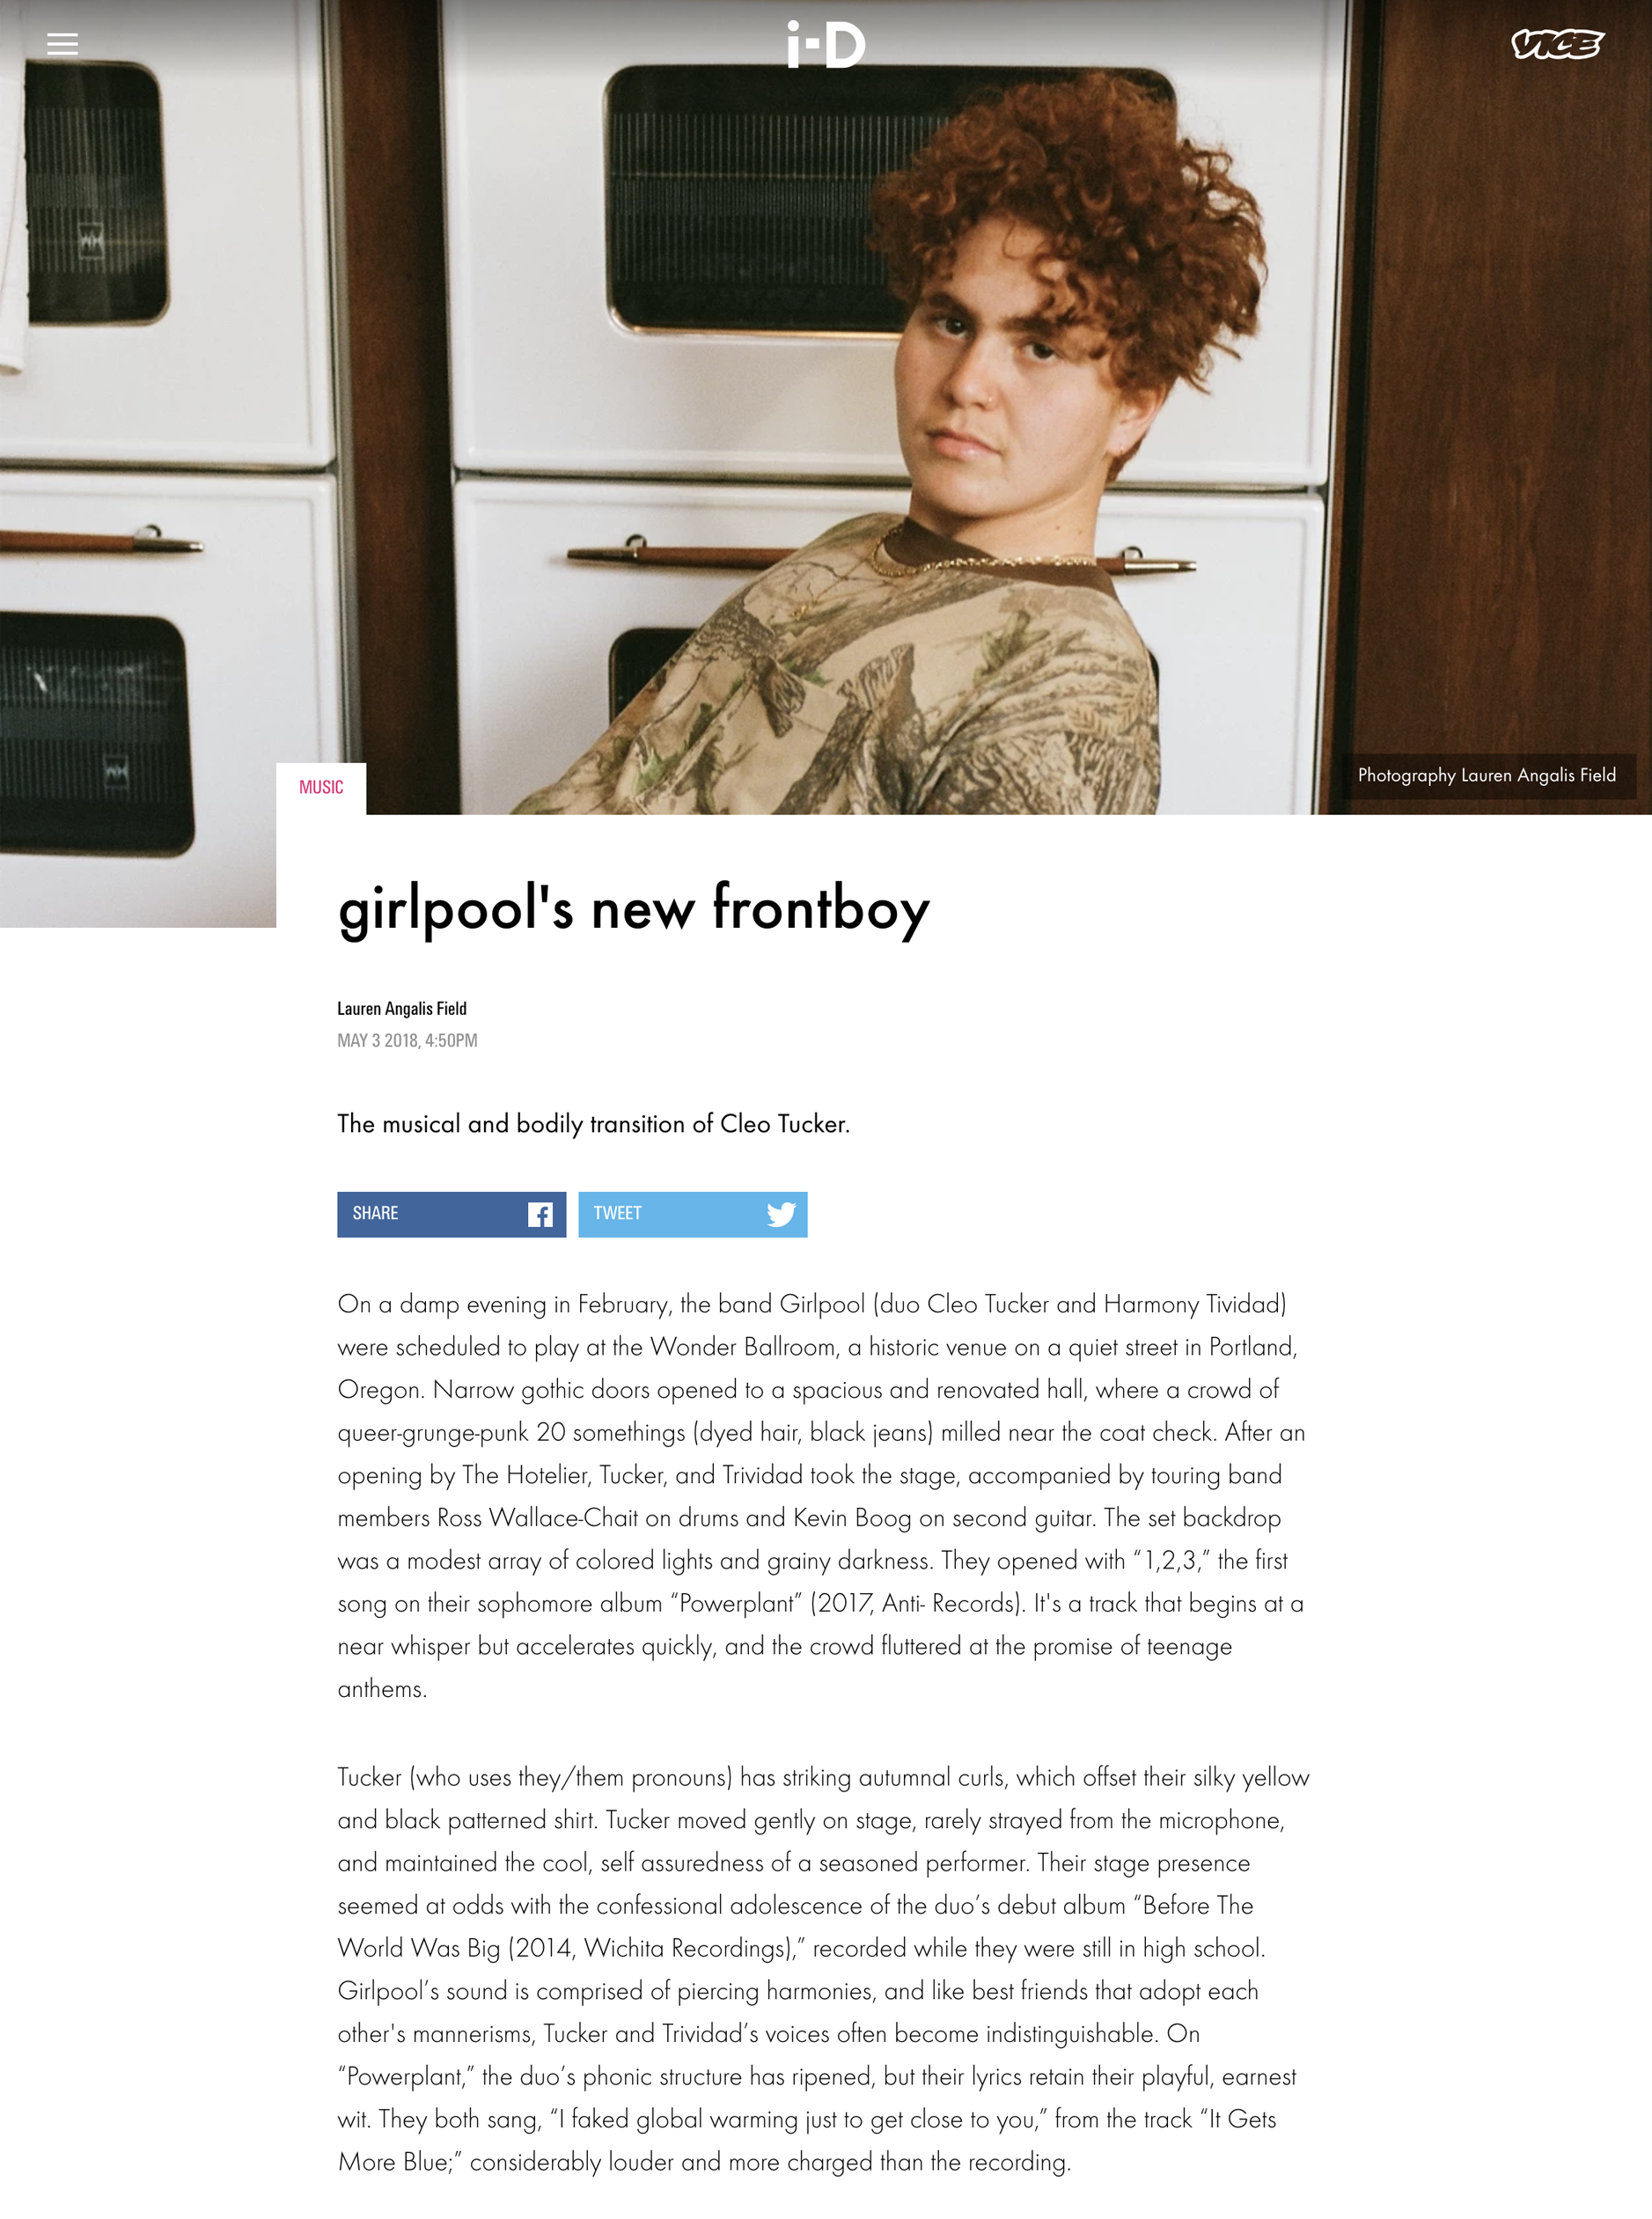 i-D
VICE
Photography Lauren Angalis Field
MUSIC
girlpool's new frontboy
Lauren Angalis Field
MAY 3 2018, 4:50PM
The musical and bodily transition of Cleo Tucker.
SHARE
TWEET
On a damp evening in February, the band Girlpool (duo Cleo Tucker and Harmony Tividad)
were scheduled to play at the Wonder Ballroom, a historic venue on a quiet street in Portland,
Oregon. Narrow gothic doors opened to a spacious and renovated hall, where a crowd of
queer-grunge-punk 20 somethings (dyed hair, black jeans) milled near the coat check. After an
opening by The Hotelier, Tucker, and Trividad took the stage, accompanied by touring band
members Ross Wallace-Chait on drums and Kevin Boog on second guitar. The set backdrop
was a modest array of colored lights and grainy darkness. They opened with “1,2,3,” the first
song on their sophomore album “Powerplant” (2017, Anti- Records). It's a track that begins at a
near whisper but accelerates quickly, and the crowd fluttered at the promise of teenage
anthems.
Tucker (who uses they/them pronouns) has striking autumnal curls, which offset their silky yellow
and black patterned shirt. Tucker moved gently on stage, rarely strayed from the microphone,
and maintained the cool, self assuredness of a seasoned performer. Their stage presence
seemed at odds with the confessional adolescence of the duo’s debut album “Before The
World Was Big (2014, Wichita Recordings),” recorded while they were still in high school.
Girlpool’s sound is comprised of piercing harmonies, and like best friends that adopt each
other's mannerisms, Tucker and Trividad’s voices often become indistinguishable. On
“Powerplant,” the duo’s phonic structure has ripened, but their lyrics retain their playful, earnest
wit. They both sang, “I faked global warming just to get close to you,” from the track “It Gets
More Blue;” considerably louder and more charged than the recording.